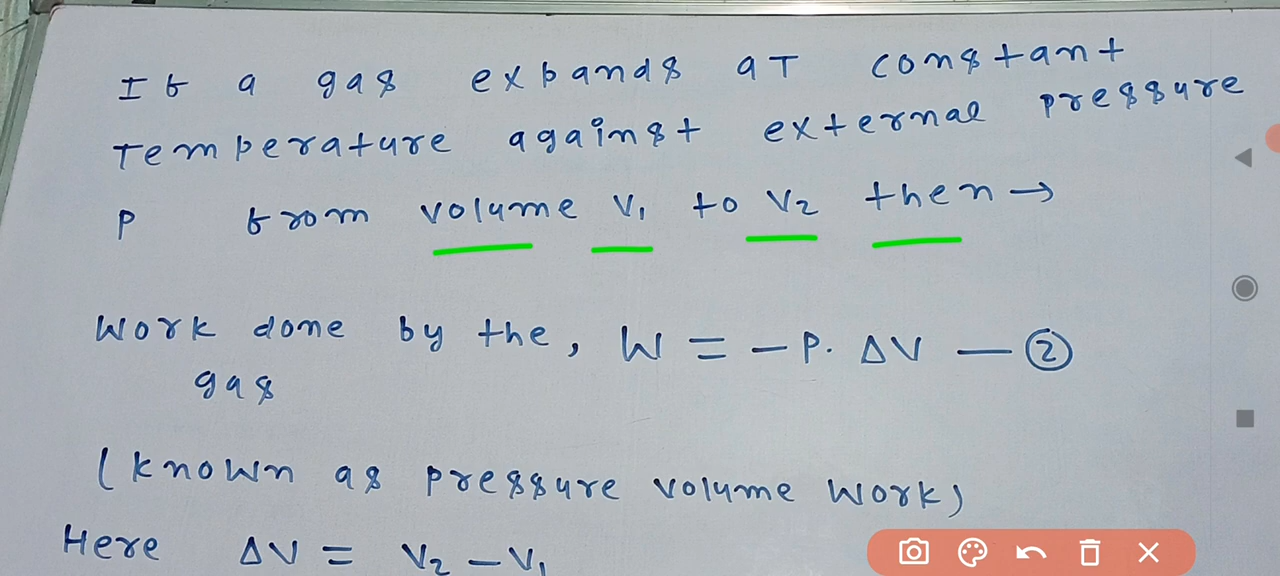 If a gas expands at constant
Temperature against external pressure
P from volume V₁ to V₂ then →
Work done by the, W = - P. ΔV — ②
gas
(Known as pressure volume work)
Here ΔV = V₂ - V₁